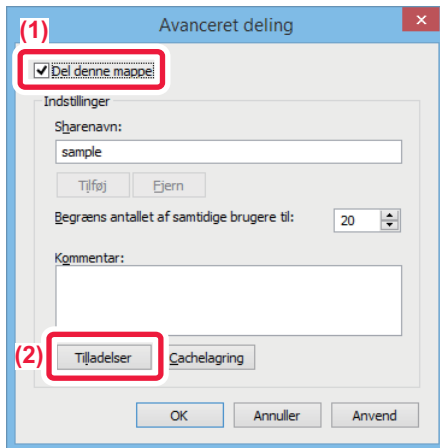 Avanceret deling
(1)
Del denne mappe
Indstillinger
Sharenavn:
sample
Tilføj Fjern
Begræns antallet af samtidige brugere til: 20
Kommentar:
(2) Tilladelser Cachelagring
OK Annuller Anvend